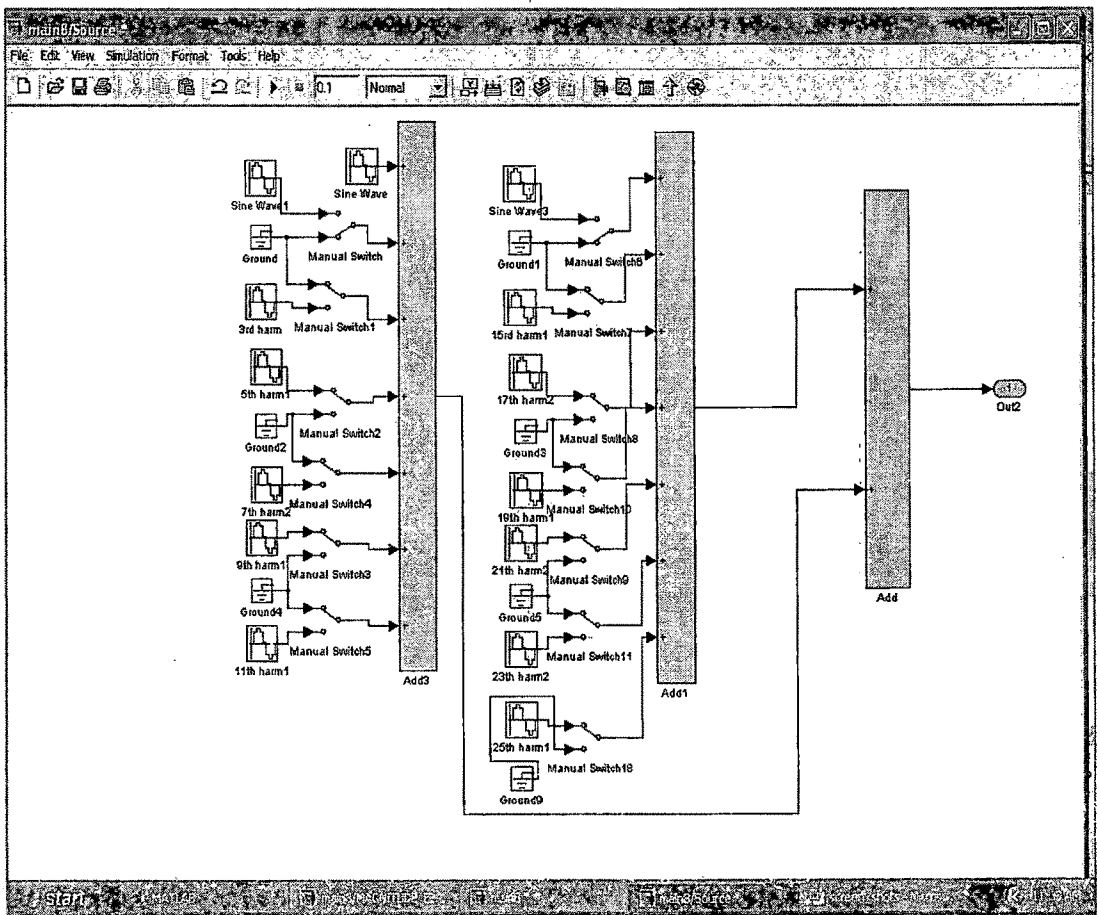 main6/Source
File Edit View Simulation Format Tools Help
0.1 Normal
Sine Wave
Sine Wave1
Ground
Manual Switch
3rd harm
Manual Switch1
5th harm1
Manual Switch2
Ground2
7th harm2
Manual Switch4
9th harm1
Manual Switch3
Ground4
Manual Switch5
11th harm1
Add3
Sine Wave3
Ground1
Manual Switch6
15rd harm1
Manual Switch7
17th harm2
Manual Switch8
Ground3
19th harm1
Manual Switch10
21th harm2
Manual Switch9
Ground5
Manual Switch11
23th harm2
Add1
25th harm1
Manual Switch18
Ground9
Add
Out2
start